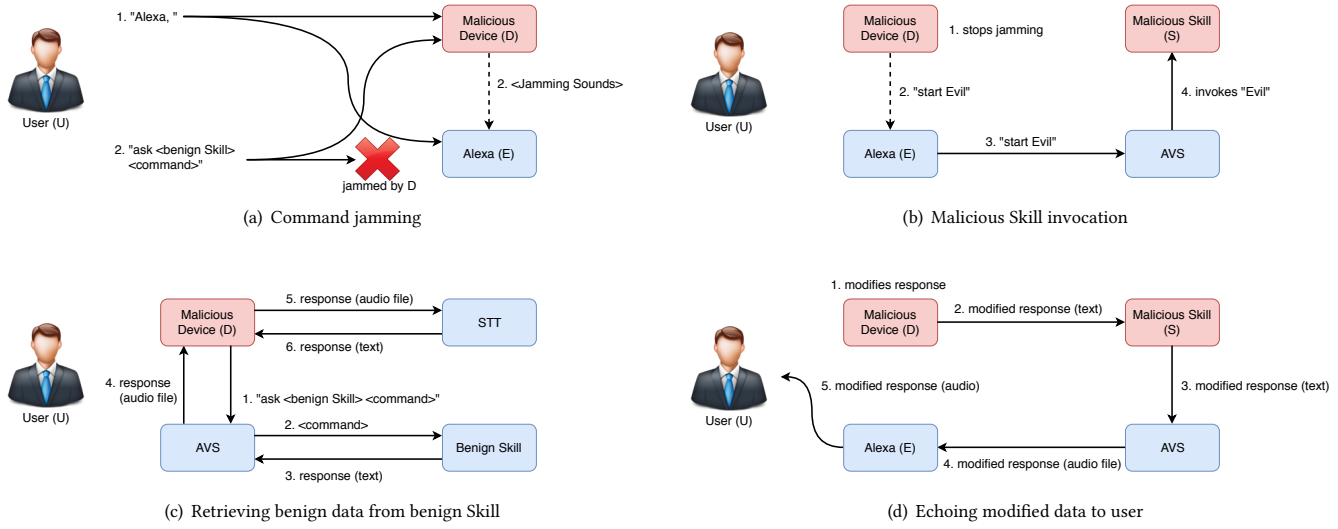 1. "Alexa, "
Malicious
Device (D)
2. <Jamming Sounds>
User (U)
2. "ask <benign Skill>
<command>"
jammed by D
Alexa (E)
(a) Command jamming
Malicious
Device (D)
1. stops jamming
Malicious Skill
(S)
2. "start Evil"
4. invokes "Evil"
User (U)
Alexa (E)
3. "start Evil"
AVS
(b) Malicious Skill invocation
Malicious
Device (D)
5. response (audio file)
STT
6. response (text)
4. response
(audio file)
1. "ask <benign Skill> <command>"
User (U)
AVS
2. <command>
Benign Skill
3. response (text)
(c) Retrieving benign data from benign Skill
1. modifies response
Malicious
Device (D)
2. modified response (text)
Malicious Skill
(S)
3. modified response (text)
5. modified response (audio)
User (U)
Alexa (E)
AVS
4. modified response (audio file)
(d) Echoing modified data to user